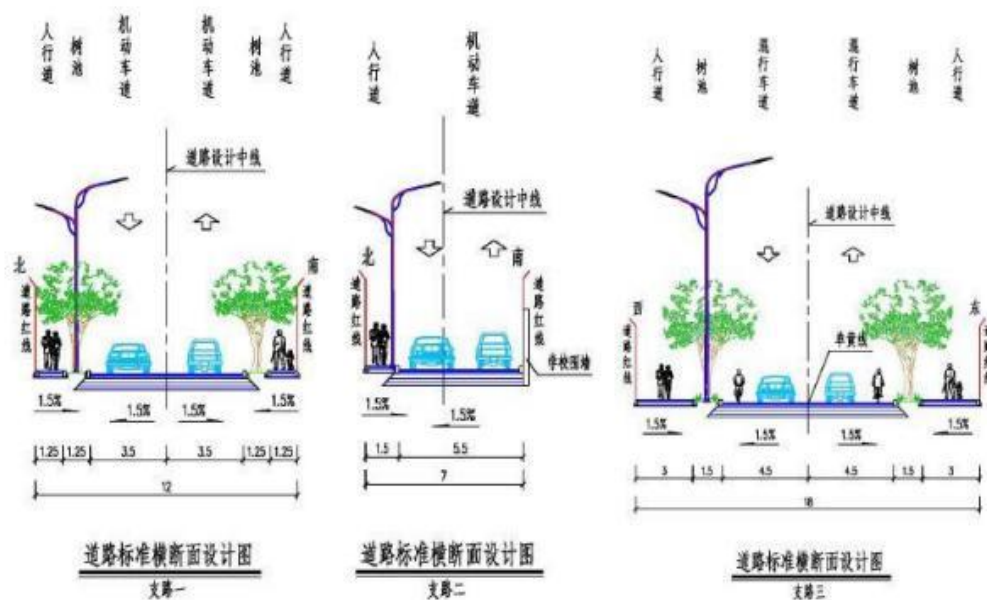 人行道
树池
机动车道
机动车道
树池
人行道
道路设计中线
北
南
道路红线
道路红线
1.5%
1.5%
1.5%
1.5%
1.25
1.25
3.5
3.5
1.25
1.25
12
道路标准横断面设计图
支路一
人行道
机动车道
道路设计中线
北
南
道路红线
道路红线
学校围墙
1.5%
1.5%
1.5
5.5
7
道路标准横断面设计图
支路二
人行道
树池
混行车道
混行车道
树池
人行道
道路设计中线
西
东
道路红线
道路红线
单黄线
1.5%
1.5%
1.5%
1.5%
3
1.5
4.5
4.5
1.5
3
18
道路标准横断面设计图
支路三